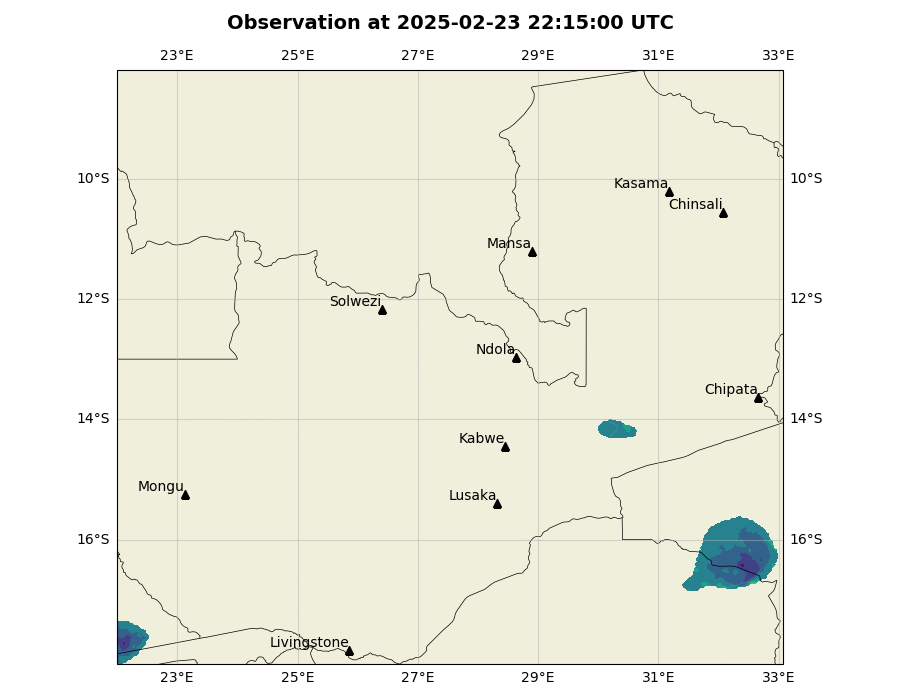 Observation at 2025-02-23 22:15:00 UTC
23°E 25°E 27°E 29°E 31°E 33°E
10°S 10°S
Kasama
Chinsali
Mansa
12°S 12°S
Solwezi
Ndola
Chipata
14°S 14°S
Kabwe
Mongu
Lusaka
16°S 16°S
Livingstone
23°E 25°E 27°E 29°E 31°E 33°E